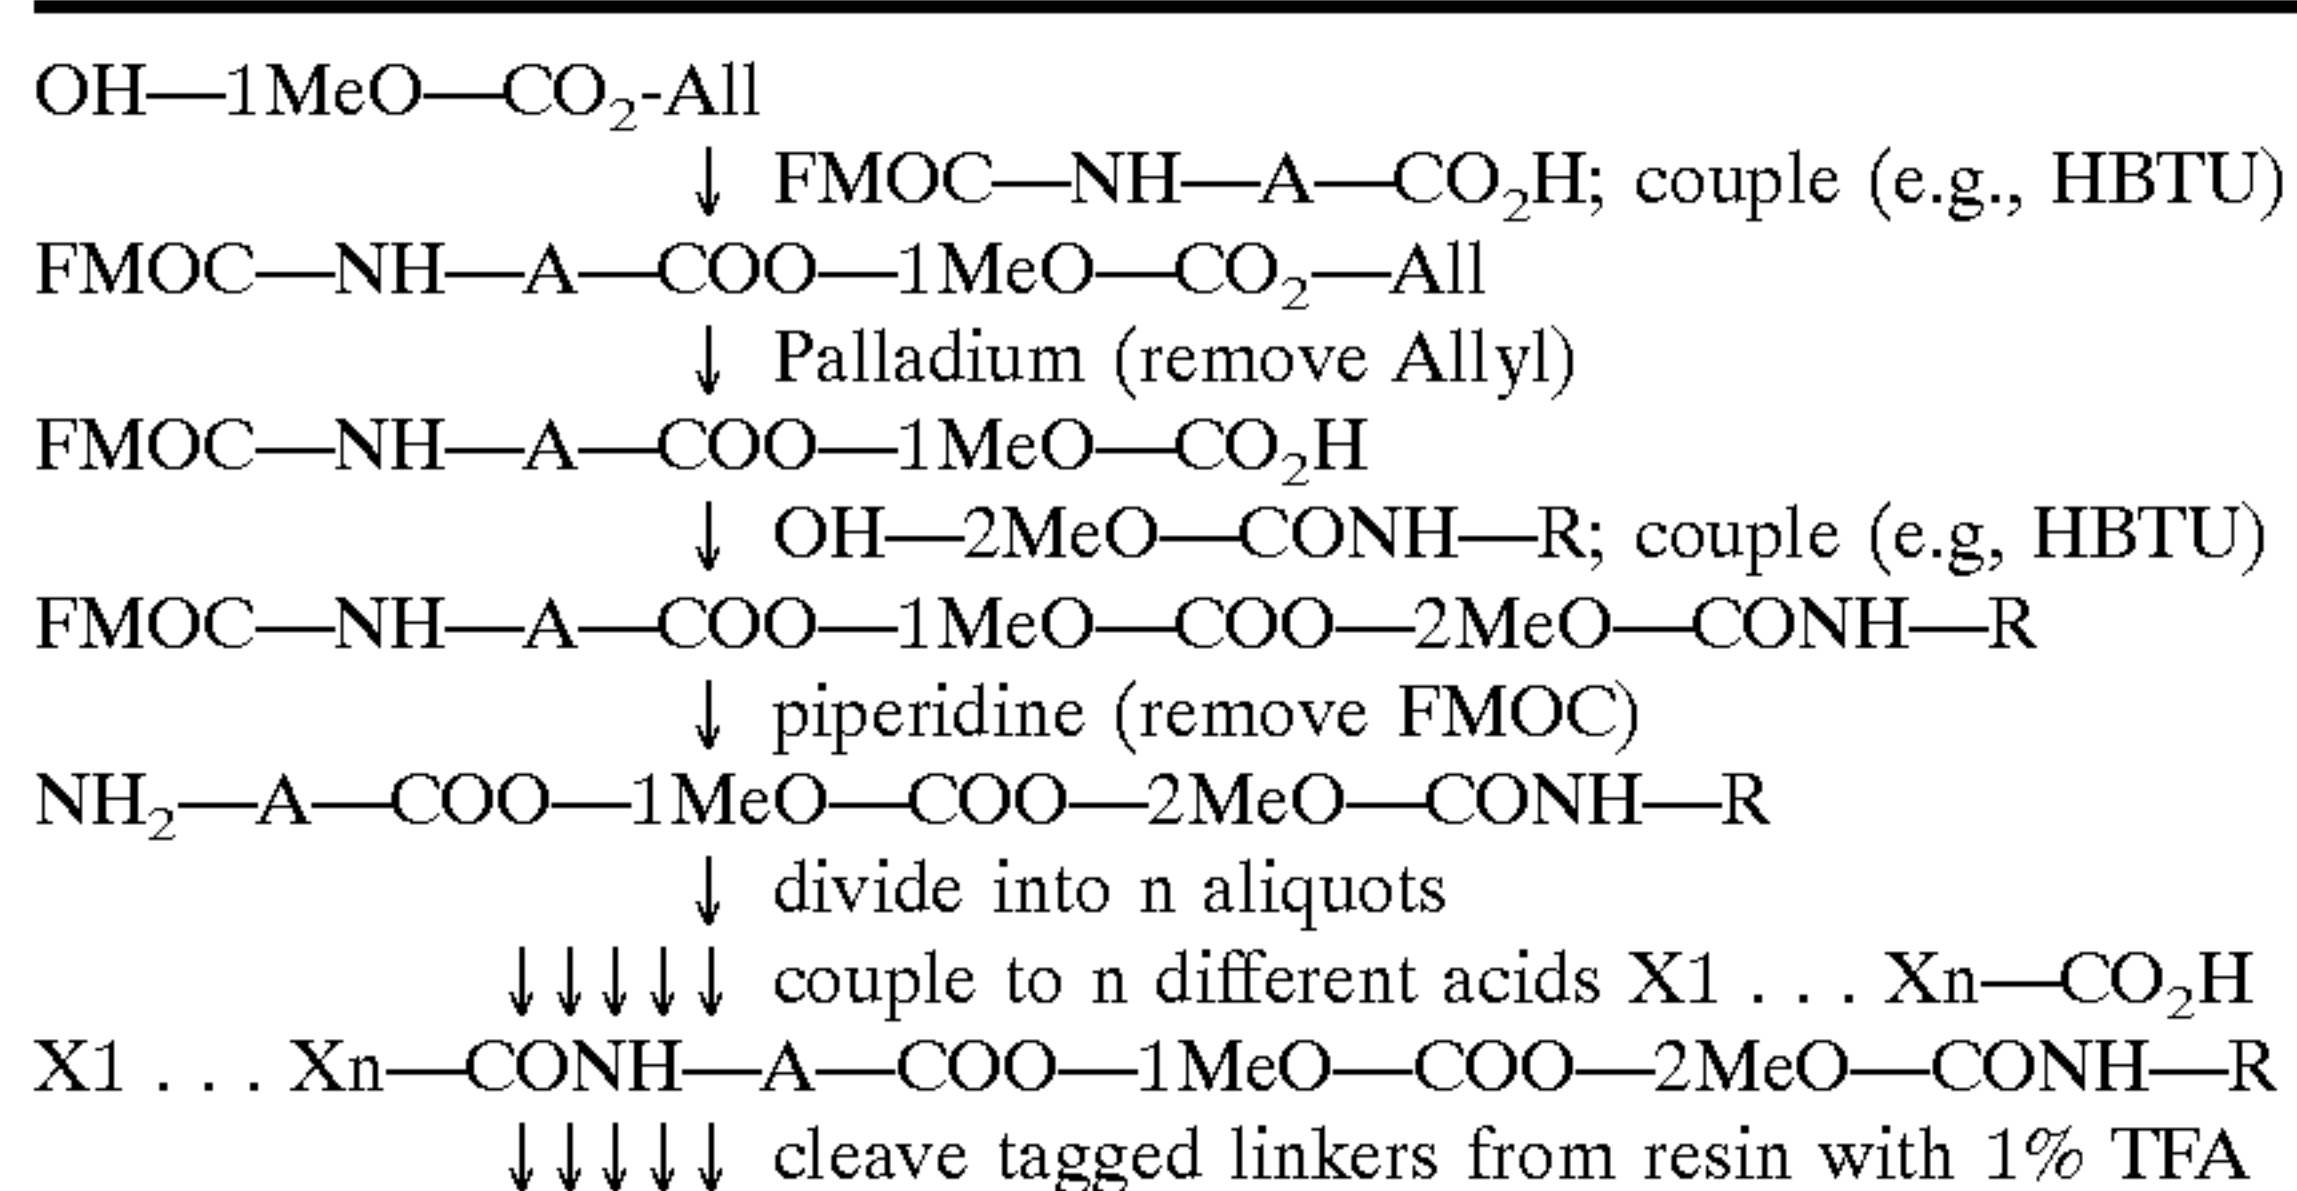 OH—1MeO—CO₂-All
↓ FMOC—NH—A—CO₂H; couple (e.g., HBTU)
FMOC—NH—A—COO—1MeO—CO₂—All
↓ Palladium (remove Allyl)
FMOC—NH—A—COO—1MeO—CO₂H
↓ OH—2MeO—CONH—R; couple (e.g, HBTU)
FMOC—NH—A—COO—1MeO—COO—2MeO—CONH—R
↓ piperidine (remove FMOC)
NH₂—A—COO—1MeO—COO—2MeO—CONH—R
↓ divide into n aliquots
↓↓↓↓↓ couple to n different acids X1 . . . Xn—CO₂H
X1 . . . Xn—CONH—A—COO—1MeO—COO—2MeO—CONH—R
↓↓↓↓↓ cleave tagged linkers from resin with 1% TFA